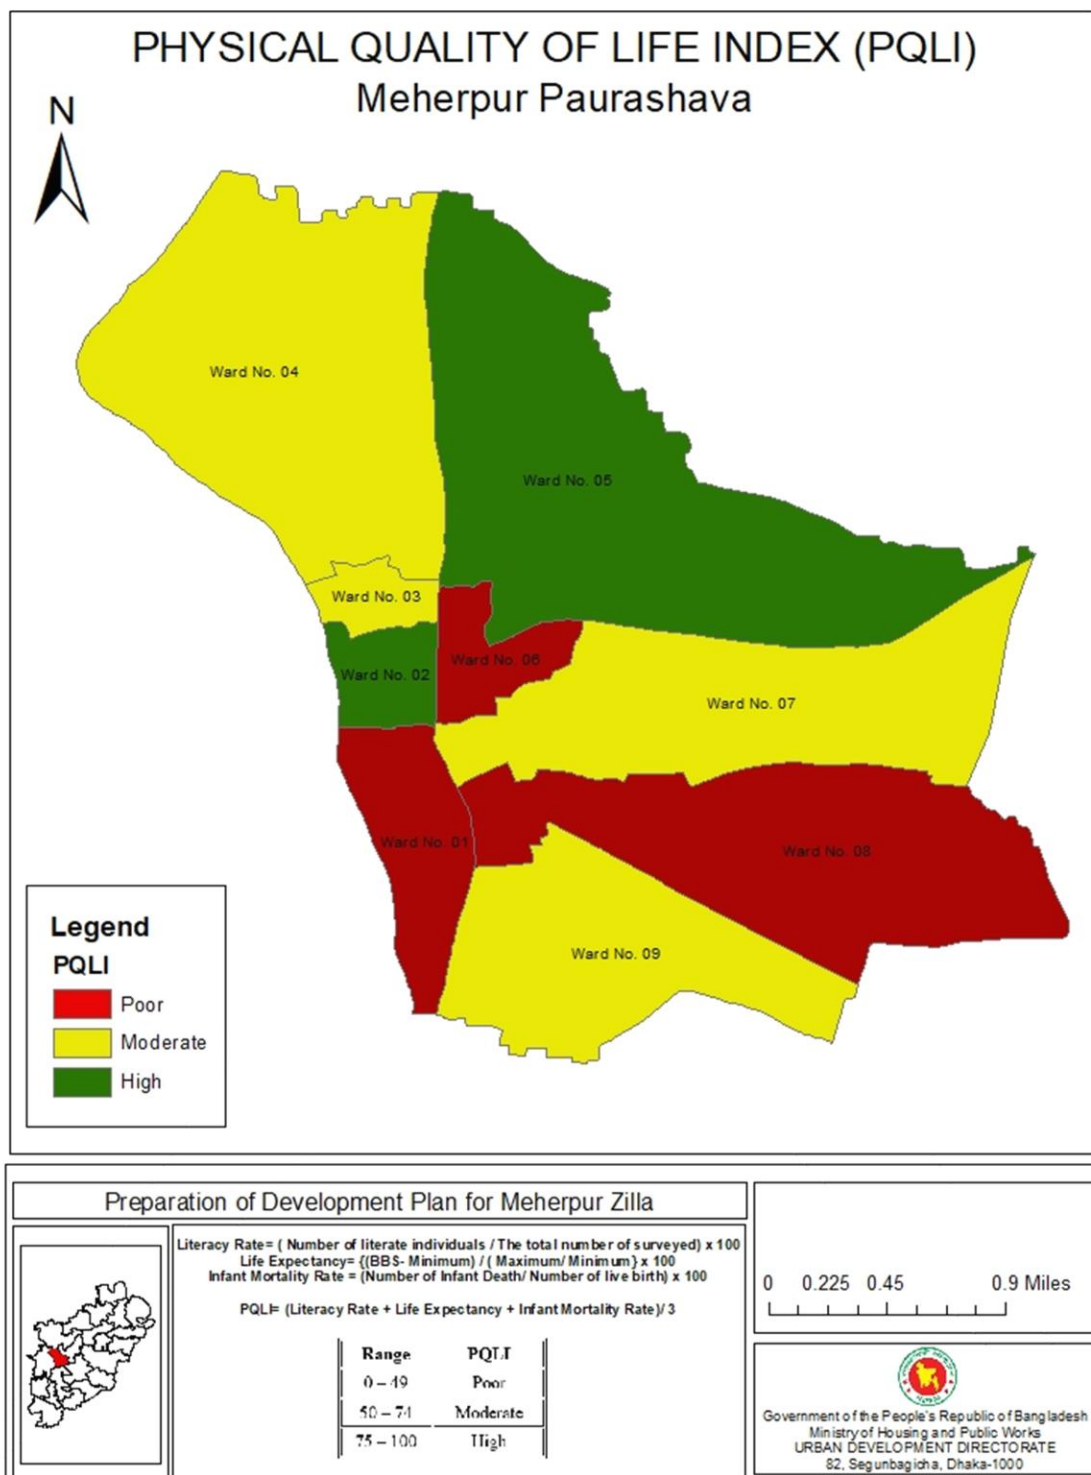 PHYSICAL QUALITY OF LIFE INDEX (PQLI)
Meherpur Paurashava
N
Ward No. 04
Ward No. 05
Ward No. 03
Ward No. 06
Ward No. 02
Ward No. 07
Ward No. 01
Ward No. 08
Ward No. 09
Legend
PQLI
Poor
Moderate
High
Preparation of Development Plan for Meherpur Zilla
Literacy Rate= ( Number of literate individuals / The total number of surveyed) x 100
Life Expectancy= {(BBS- Minimum) / ( Maximum/ Minimum} x 100
Infant Mortality Rate = (Number of Infant Death/ Number of live birth) x 100
PQLI= (Literacy Rate + Life Expectancy + Infant Mortality Rate)/ 3
Range PQLI
0 – 49 Poor
50 – 74 Moderate
75 – 100 High
0 0.225 0.45 0.9 Miles
Government of the People's Republic of Bangladesh
Ministry of Housing and Public Works
URBAN DEVELOPMENT DIRECTORATE
82, Segunbagicha, Dhaka-1000